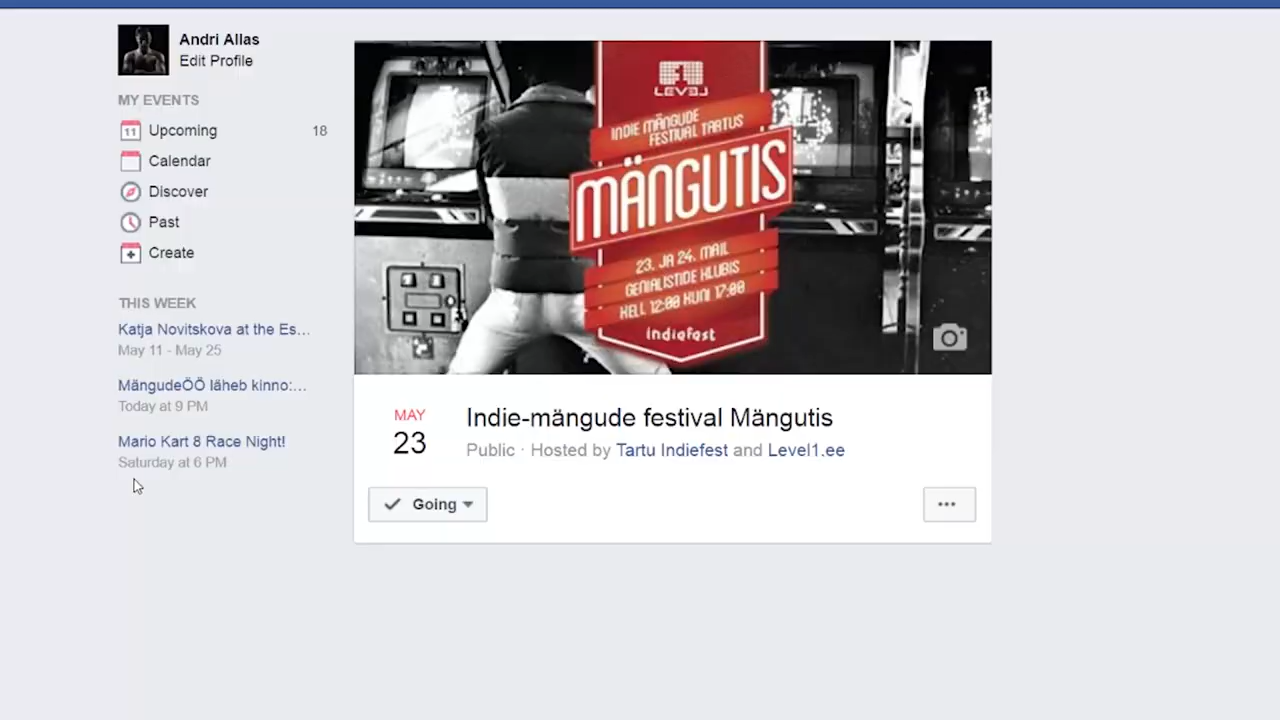 Andri Allas
Edit Profile
MY EVENTS
11 Upcoming 18
Calendar
Discover
Past
Create
THIS WEEK
Katja Novitskova at the Es...
May 11 - May 25
MängudeÖÖ läheb kinno:...
Today at 9 PM
Mario Kart 8 Race Night!
Saturday at 6 PM
LEVEL
INDIE MÄNGUDE
FESTIVAL TARTUS
MÄNGUTIS
23. JA 24. MAIL
GENIALISTIDE KLUBIS
KELL 12:00 KUNI 17:00
indiefest
MAY
23
Indie-mängude festival Mängutis
Public · Hosted by Tartu Indiefest and Level1.ee
Going